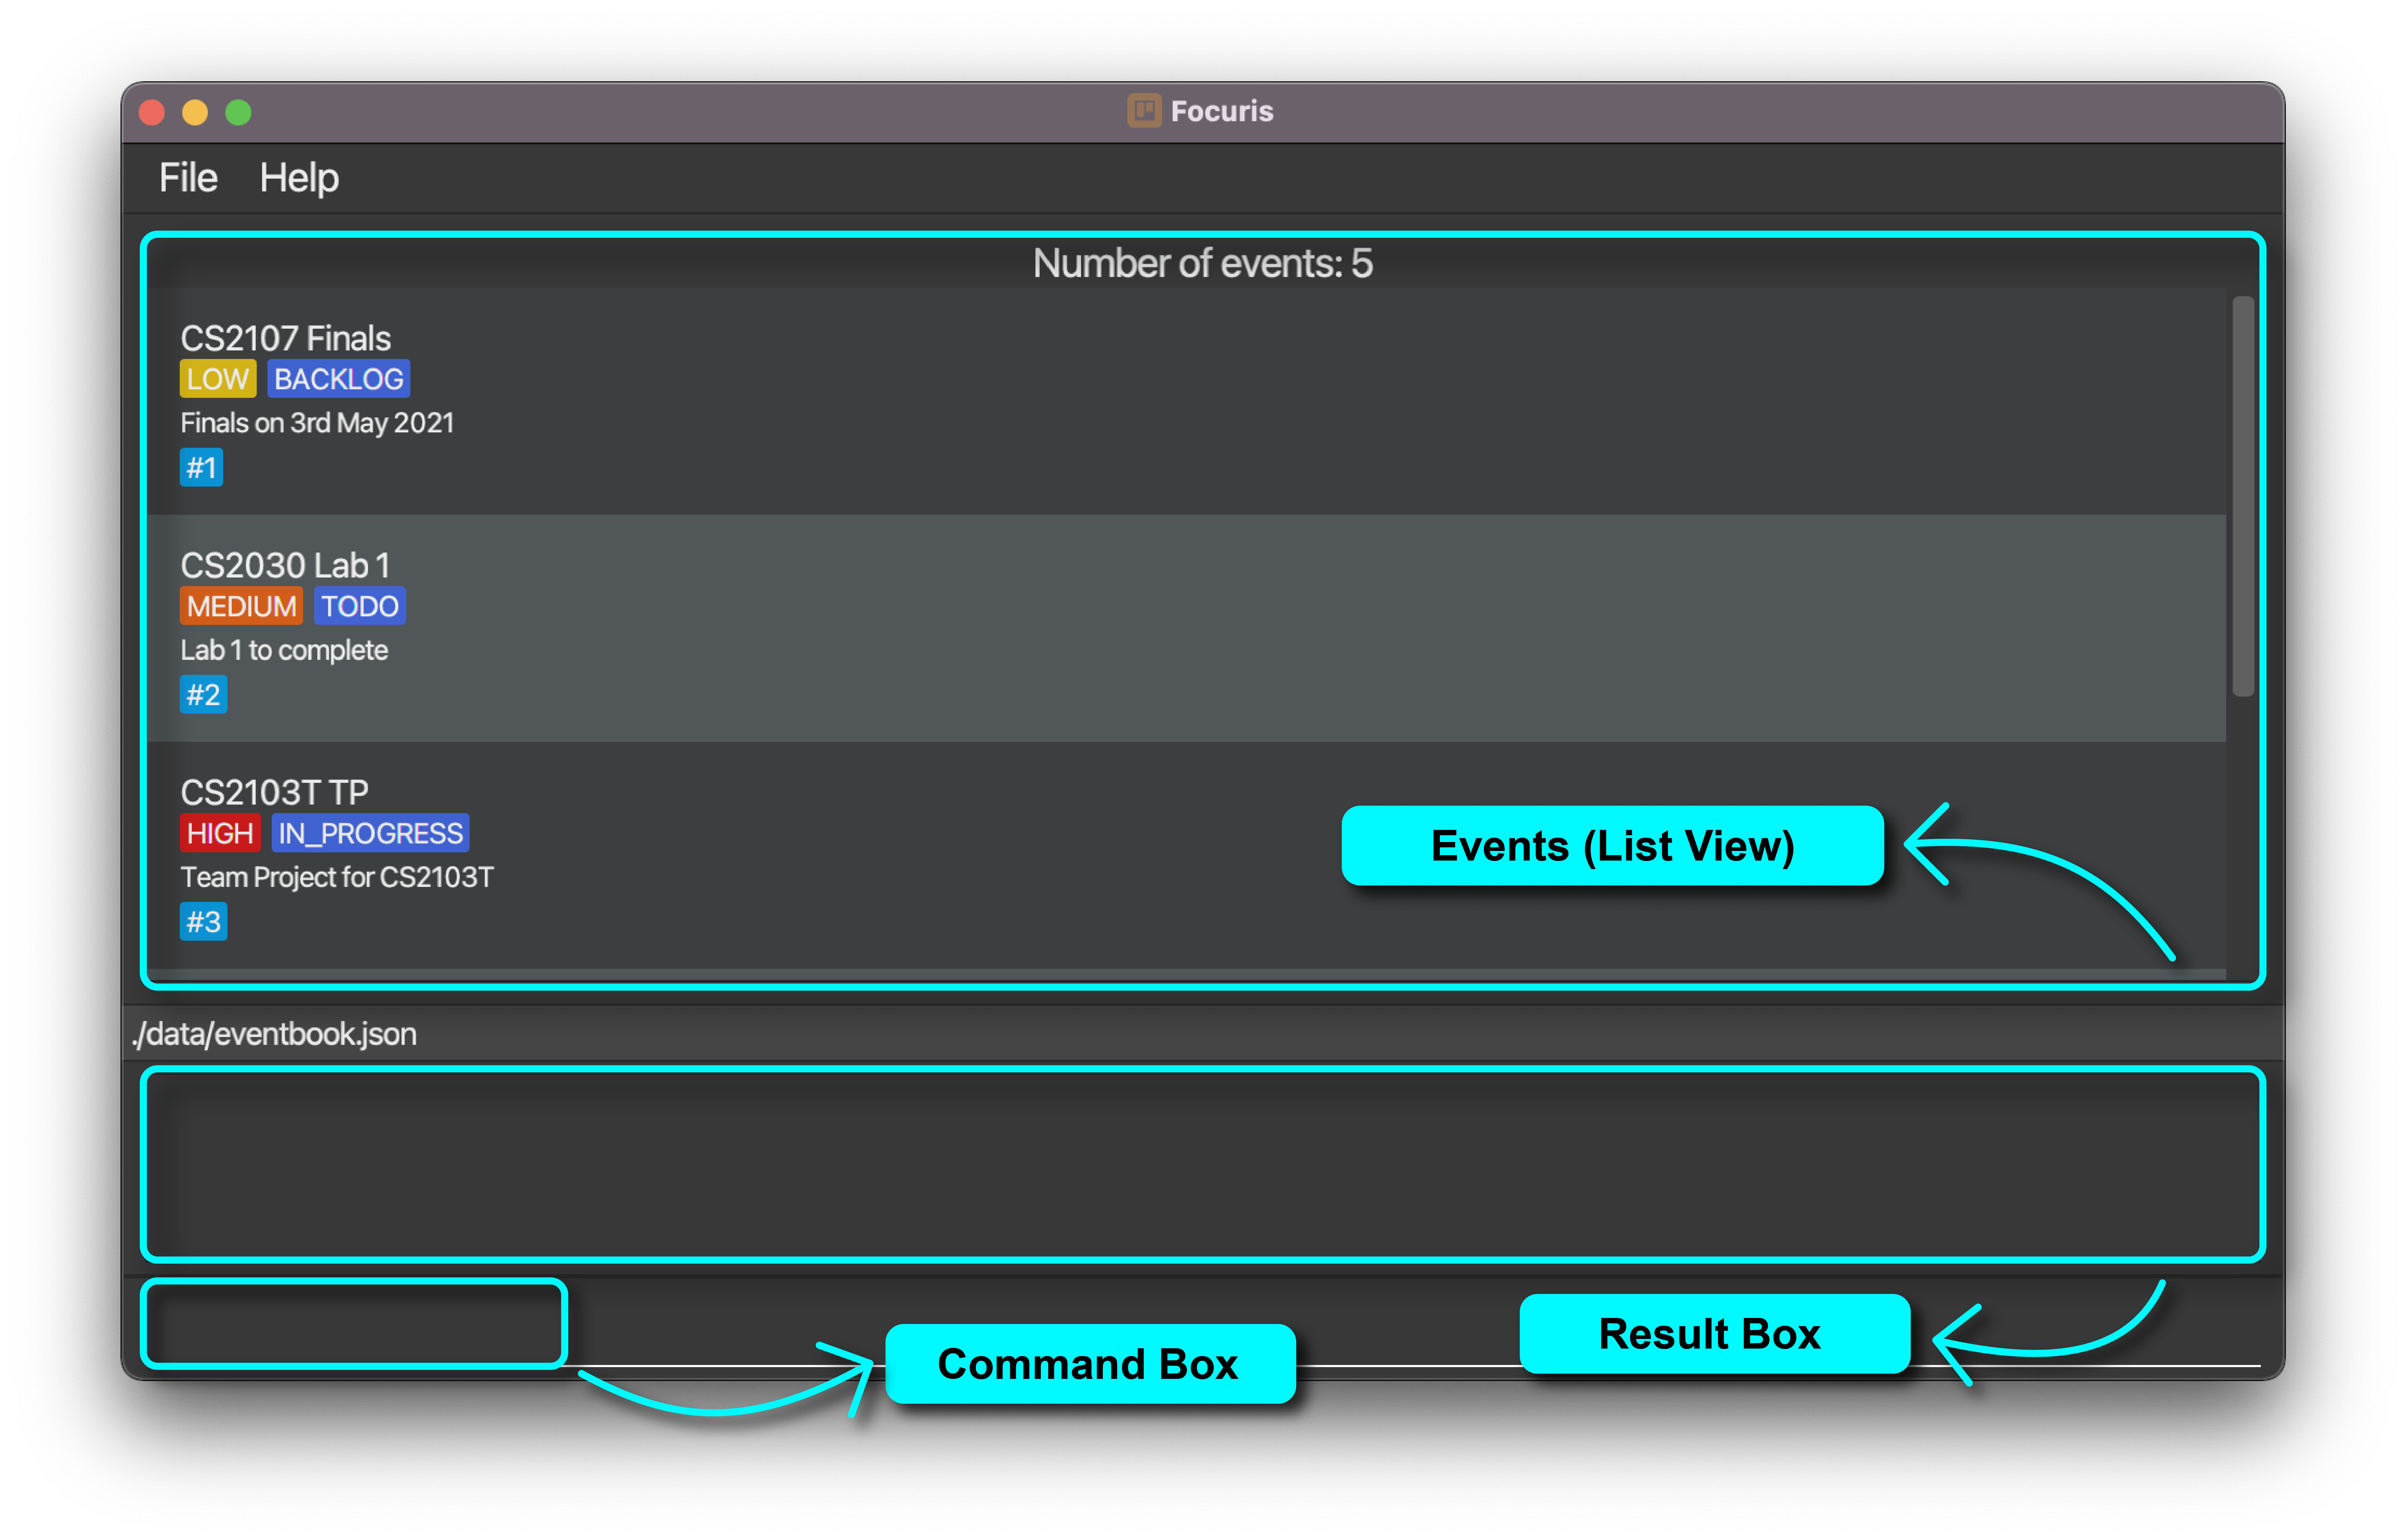 Focuris
File Help
Number of events: 5
CS2107 Finals
LOW BACKLOG
Finals on 3rd May 2021
#1
CS2030 Lab 1
MEDIUM TODO
Lab 1 to complete
#2
CS2103T TP
HIGH IN_PROGRESS
Team Project for CS2103T
#3
Events (List View)
./data/eventbook.json
Result Box
Command Box